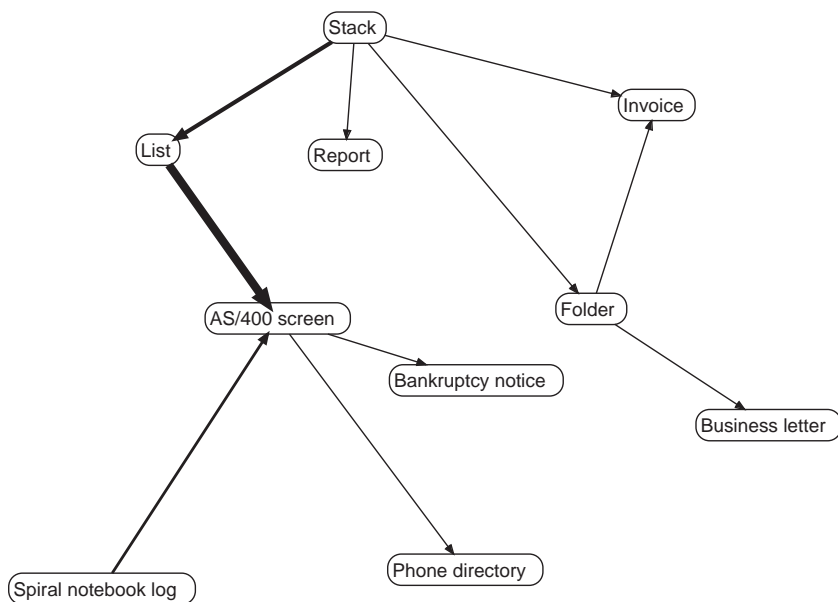 Stack
Invoice
List
Report
Folder
AS/400 screen
Bankruptcy notice
Business letter
Phone directory
Spiral notebook log